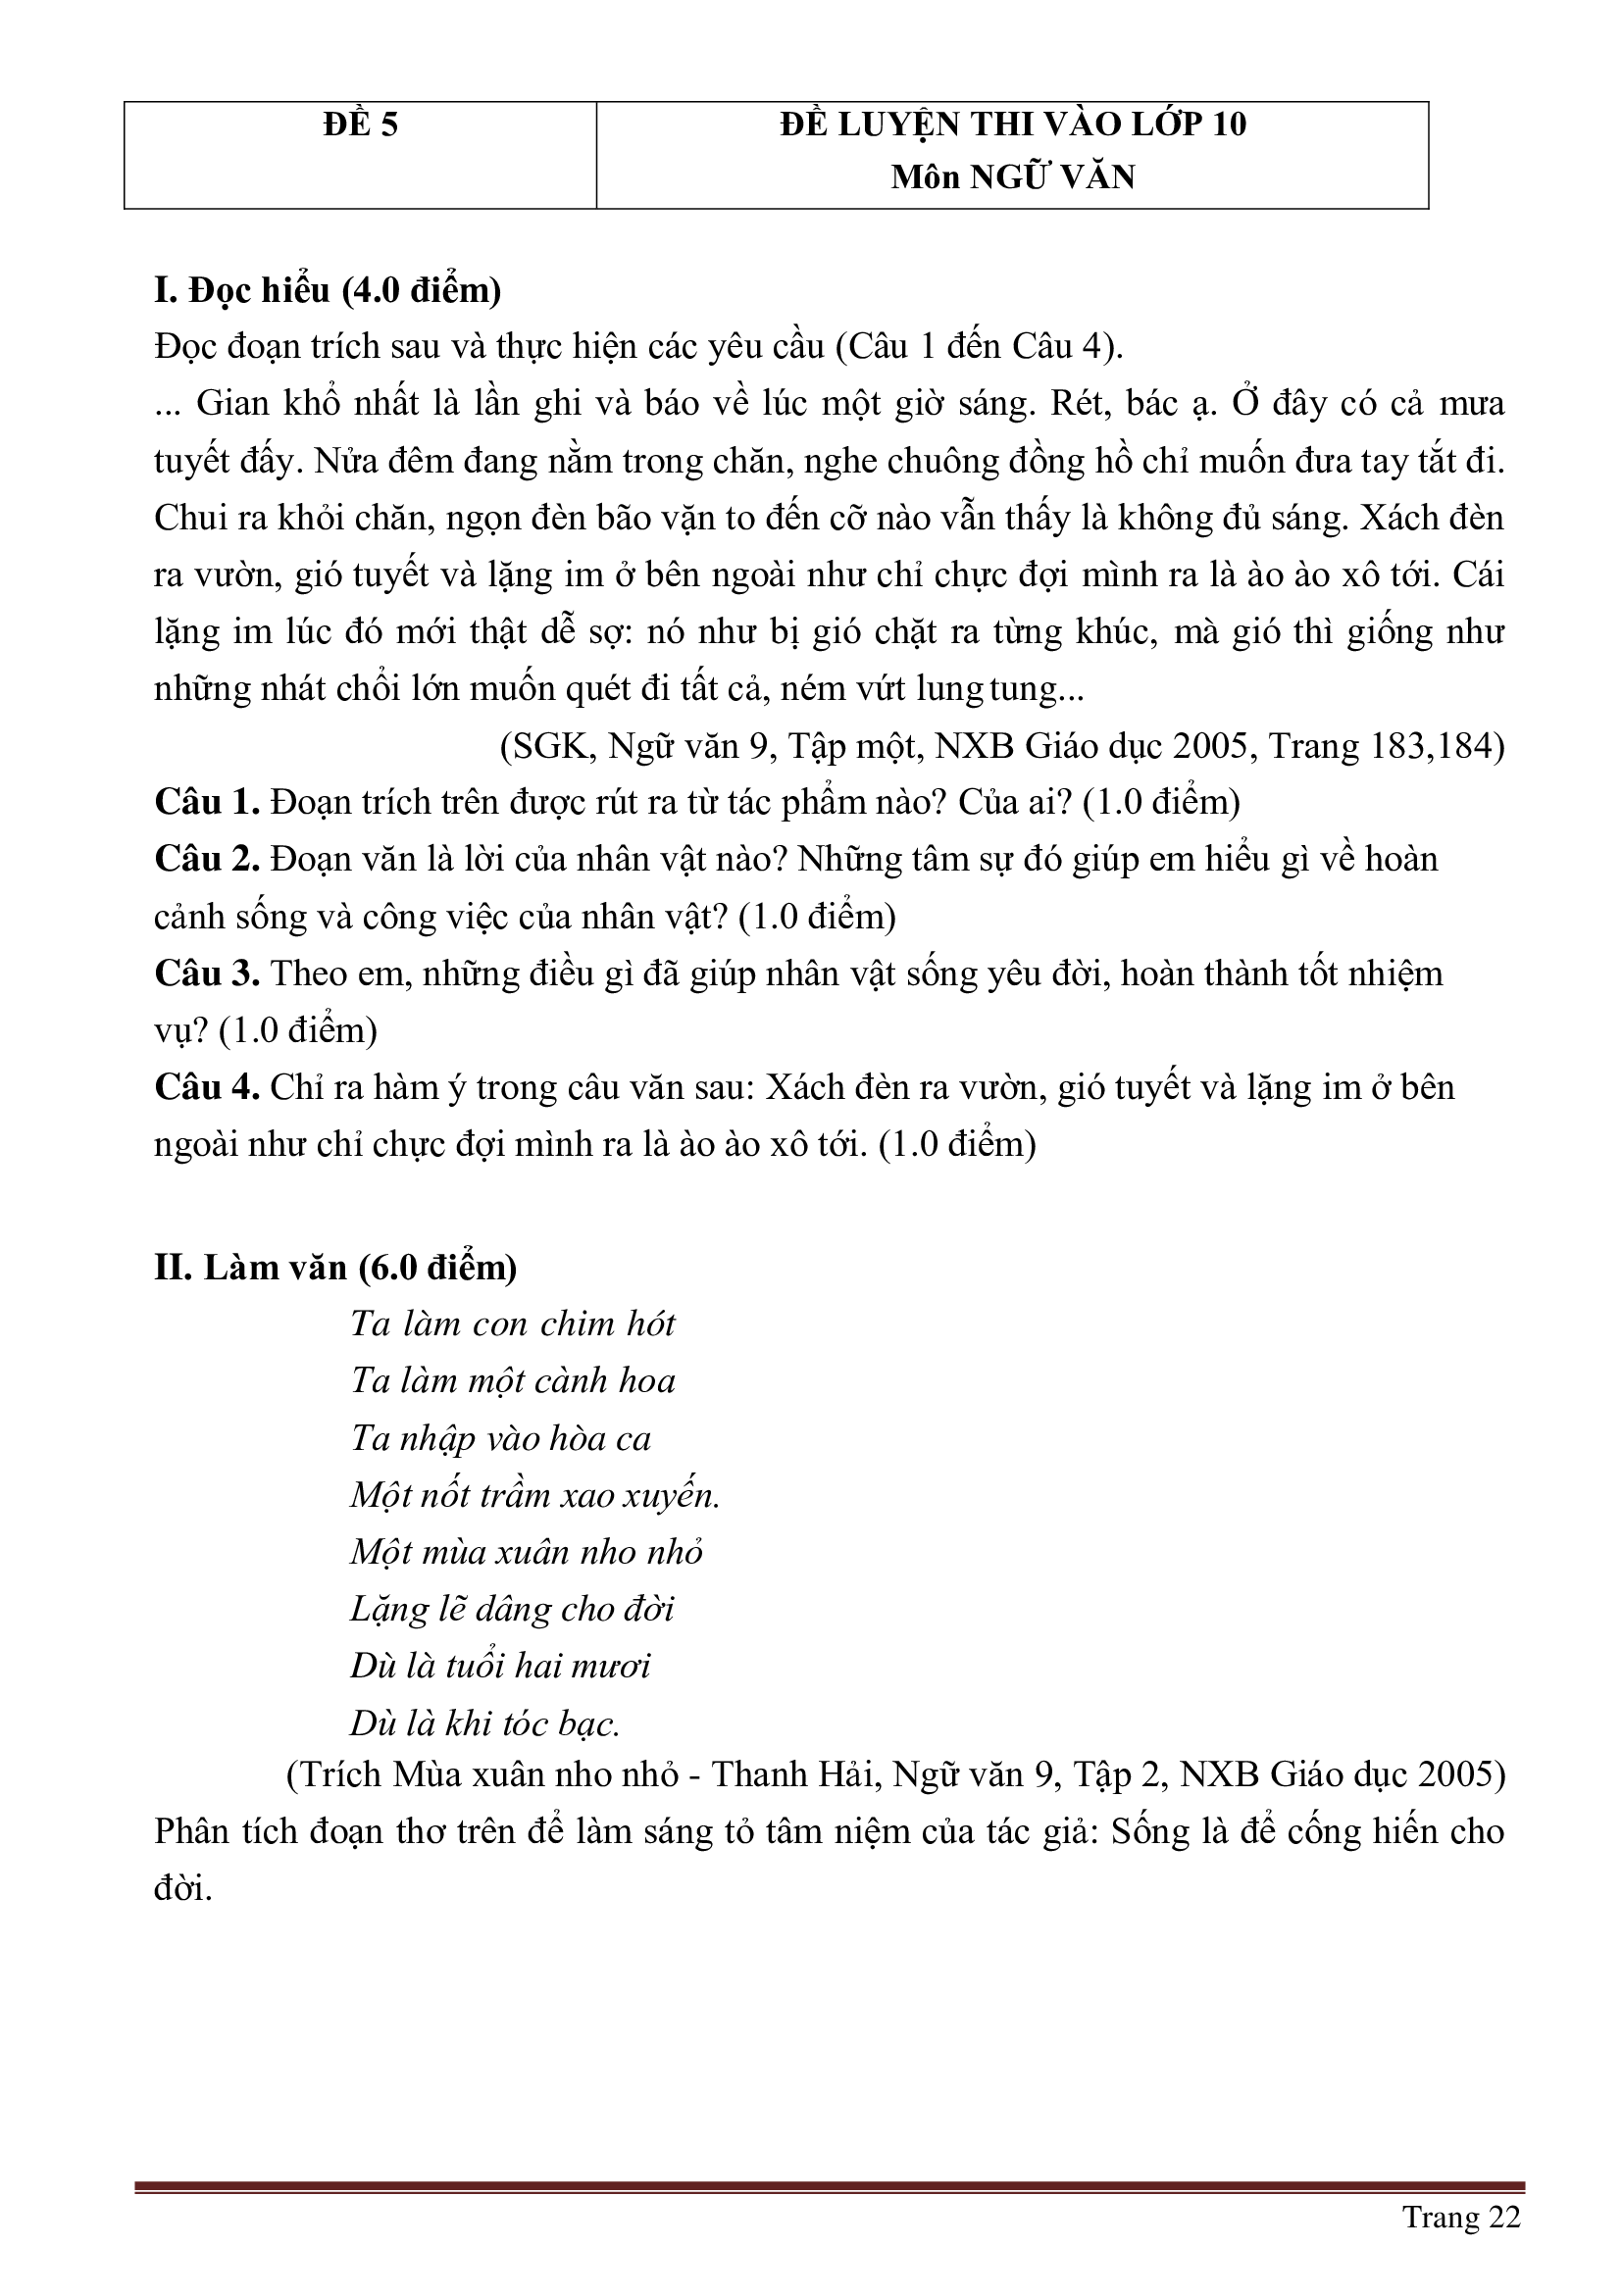 ĐỀ 5
ĐỀ LUYỆN THI VÀO LỚP 10
Môn NGỮ VĂN
I. Đọc hiểu (4.0 điểm)
Đọc đoạn trích sau và thực hiện các yêu cầu (Câu 1 đến Câu 4).
... Gian khổ nhất là lần ghi và báo về lúc một giờ sáng. Rét, bác ạ. Ở đây có cả mưa
tuyết đấy. Nửa đêm đang nằm trong chăn, nghe chuông đồng hồ chỉ muốn đưa tay tắt đi.
Chui ra khỏi chăn, ngọn đèn bão vặn to đến cỡ nào vẫn thấy là không đủ sáng. Xách đèn
ra vườn, gió tuyết và lặng im ở bên ngoài như chỉ chực đợi mình ra là ào ào xô tới. Cái
lặng im lúc đó mới thật dễ sợ: nó như bị gió chặt ra từng khúc, mà gió thì giống như
những nhát chổi lớn muốn quét đi tất cả, ném vứt lung tung...
(SGK, Ngữ văn 9, Tập một, NXB Giáo dục 2005, Trang 183,184)
Câu 1. Đoạn trích trên được rút ra từ tác phẩm nào? Của ai? (1.0 điểm)
Câu 2. Đoạn văn là lời của nhân vật nào? Những tâm sự đó giúp em hiểu gì về hoàn
cảnh sống và công việc của nhân vật? (1.0 điểm)
Câu 3. Theo em, những điều gì đã giúp nhân vật sống yêu đời, hoàn thành tốt nhiệm
vụ? (1.0 điểm)
Câu 4. Chỉ ra hàm ý trong câu văn sau: Xách đèn ra vườn, gió tuyết và lặng im ở bên
ngoài như chỉ chực đợi mình ra là ào ào xô tới. (1.0 điểm)
II. Làm văn (6.0 điểm)
Ta làm con chim hót
Ta làm một cành hoa
Ta nhập vào hòa ca
Một nốt trầm xao xuyến.
Một mùa xuân nho nhỏ
Lặng lẽ dâng cho đời
Dù là tuổi hai mươi
Dù là khi tóc bạc.
(Trích Mùa xuân nho nhỏ - Thanh Hải, Ngữ văn 9, Tập 2, NXB Giáo dục 2005)
Phân tích đoạn thơ trên để làm sáng tỏ tâm niệm của tác giả: Sống là để cống hiến cho
đời.
Trang 22